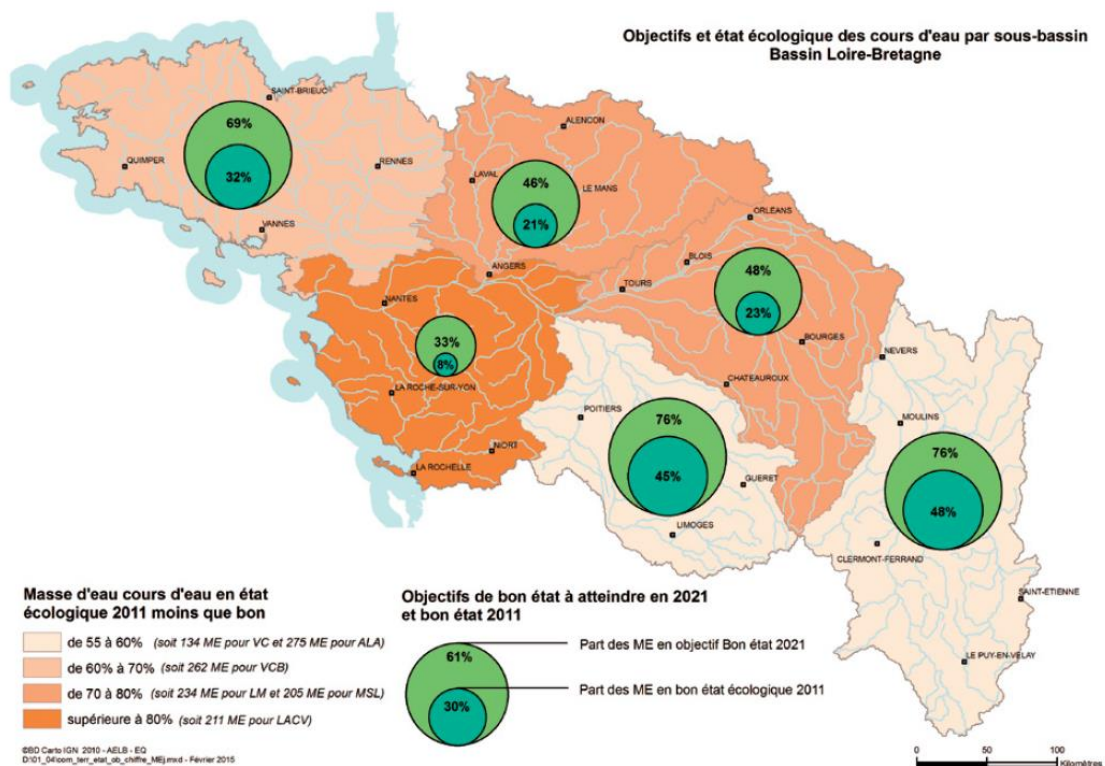 Objectifs et état écologique des cours d'eau par sous-bassin
Bassin Loire-Bretagne
SAINT-BRIEUC
69%
QUIMPER
RENNES
32%
VANNES
ALENCON
LAVAL
46%
LE MANS
21%
ORLÉANS
BLOIS
ANGERS
TOURS
48%
23%
BOURGES
NEVERS
CHATEAUROUX
NANTES
33%
8%
LA ROCHE-SUR-YON
NIORT
LA ROCHELLE
POITIERS
76%
45%
GUERET
LIMOGES
MOULINS
76%
48%
CLERMONT-FERRAND
SAINT-ETIENNE
LE PUY-EN-VELAY
Masse d'eau cours d'eau en état
écologique 2011 moins que bon
de 55 à 60% (soit 134 ME pour VC et 275 ME pour ALA)
de 60% à 70% (soit 262 ME pour VCB)
de 70 à 80% (soit 234 ME pour LM et 205 ME pour MSL)
supérieure à 80% (soit 211 ME pour LACV)
Objectifs de bon état à atteindre en 2021
et bon état 2011
61%
Part des ME en objectif Bon état 2021
30%
Part des ME en bon état écologique 2011
©BD Carto IGN 2010 - AELB - EQ
D:\01_04\com_terr_etat_ob_chiffre_MEj.mxd - Février 2015
0 50 100
Kilomètres